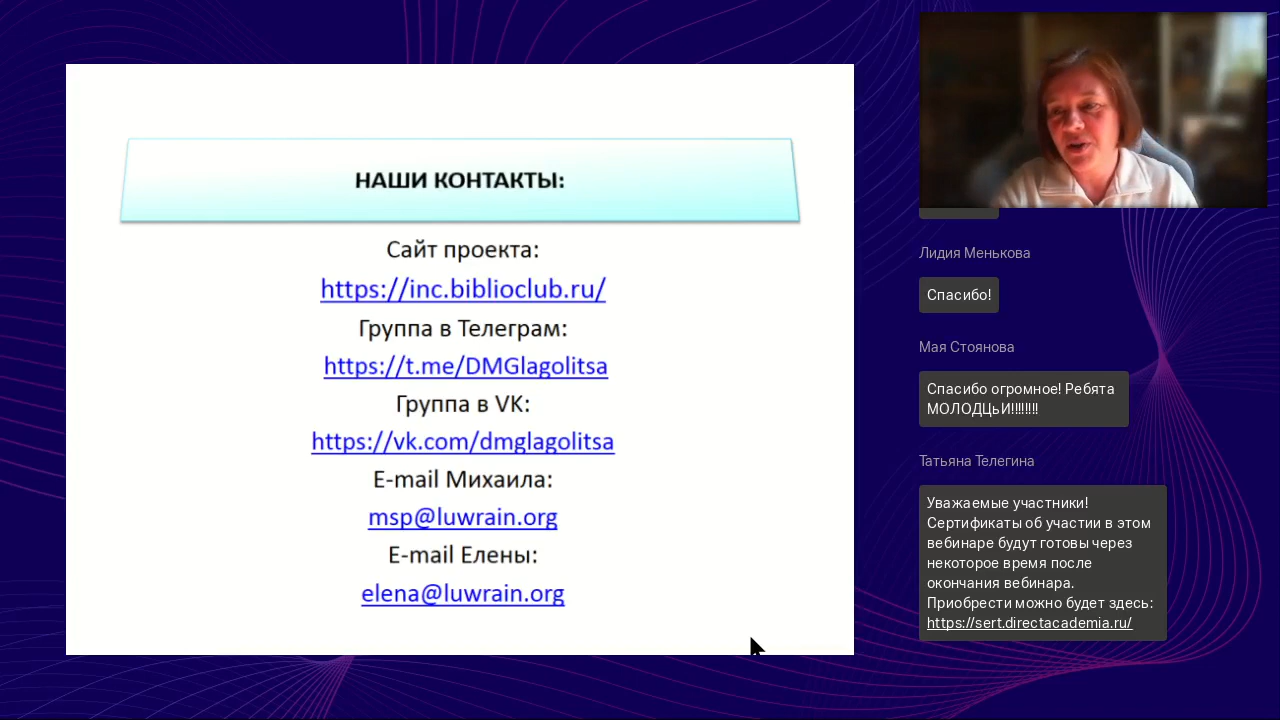 НАШИ КОНТАКТЫ:
Сайт проекта:
https://inc.biblioclub.ru/
Группа в Телеграм:
https://t.me/DMGlagolitsa
Группа в VK:
https://vk.com/dmglagolitsa
E-mail Михаила:
msp@luwrain.org
E-mail Елены:
elena@luwrain.org
Лидия Менькова
Спасибо!
Мая Стоянова
Спасибо огромное! Ребята
МОЛОДЦЬИ!!!!!!!!
Татьяна Телегина
Уважаемые участники!
Сертификаты об участии в этом
вебинаре будут готовы через
некоторое время после
окончания вебинара.
Приобрести можно будет здесь:
https://sert.directacademia.ru/